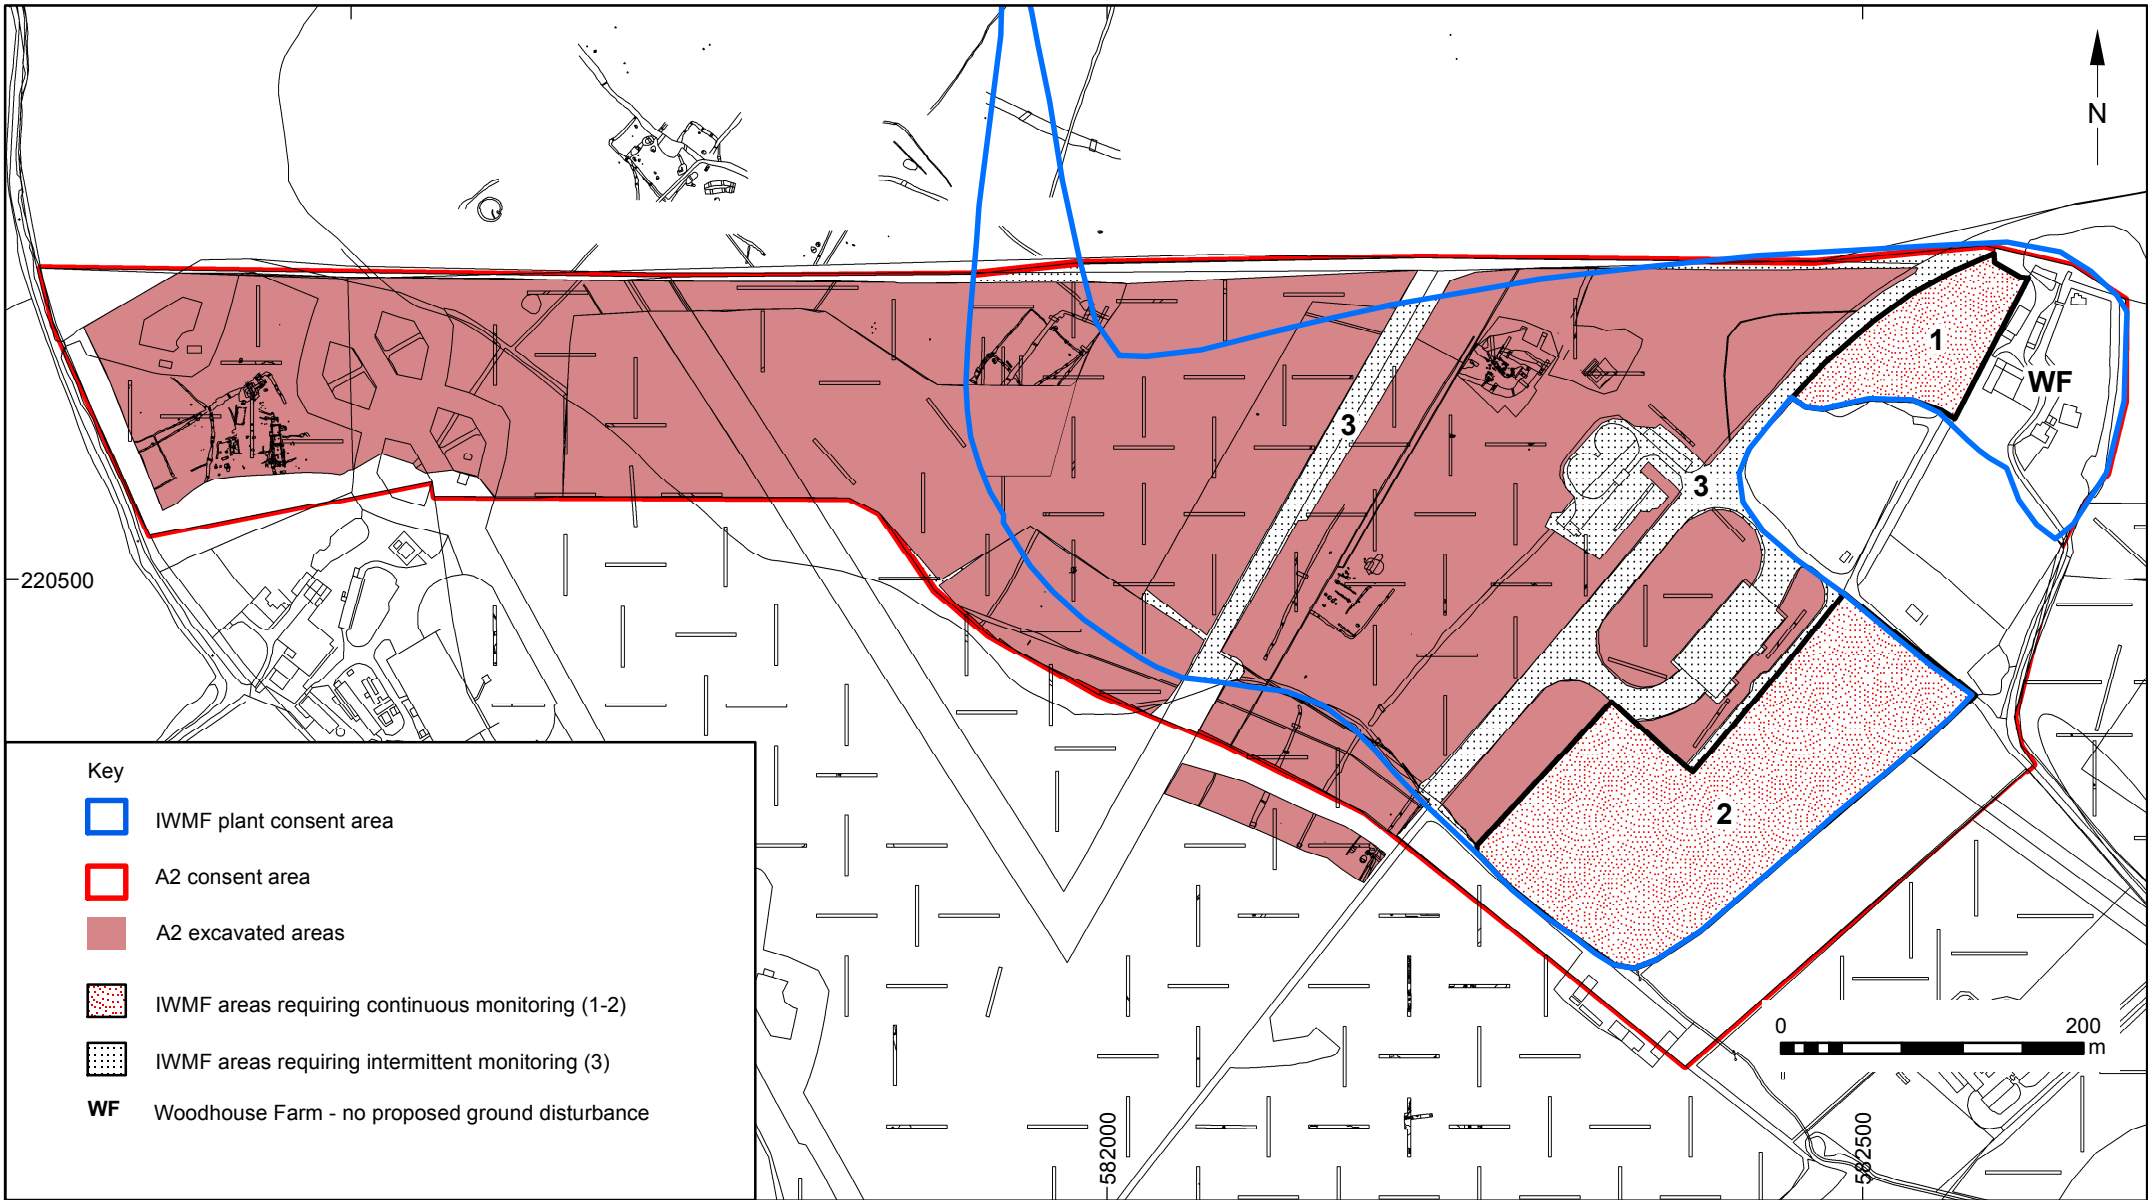 N
1
WF
3
3
220500
2
Key
IWMF plant consent area
A2 consent area
A2 excavated areas
IWMF areas requiring continuous monitoring (1-2)
IWMF areas requiring intermittent monitoring (3)
WF Woodhouse Farm - no proposed ground disturbance
0 200
m
582000
582500